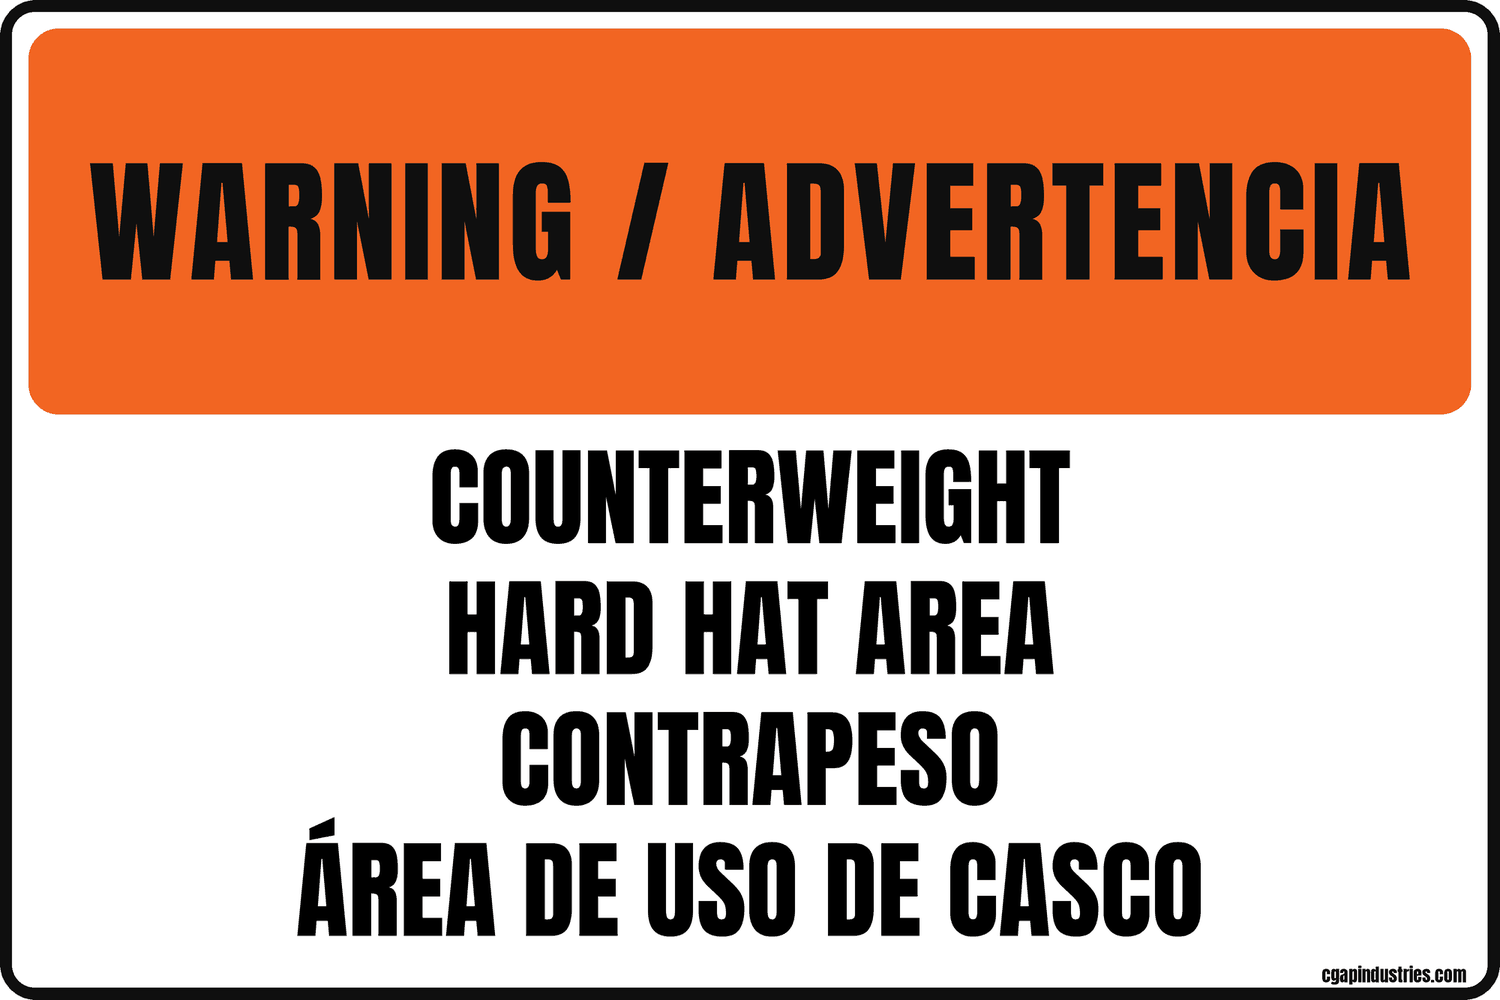 WARNING / ADVERTENCIA
COUNTERWEIGHT
HARD HAT AREA
CONTRAPESO
ÁREA DE USO DE CASCO
cgapindustries.com